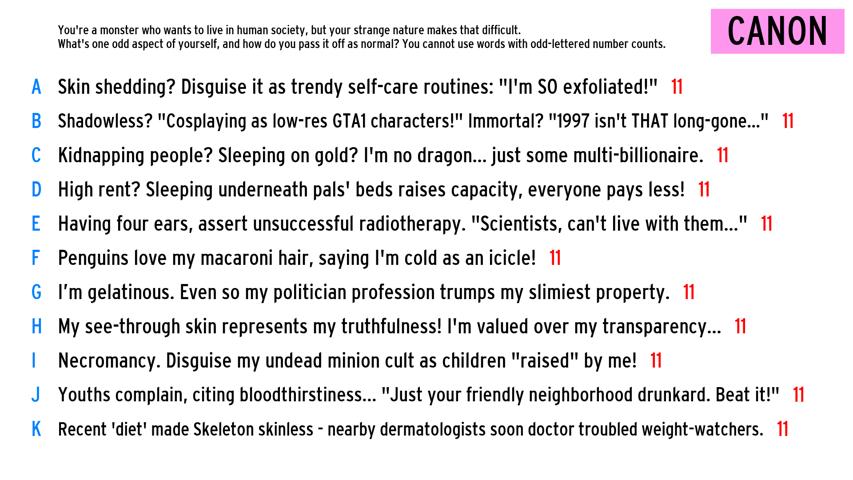 You're a monster who wants to live in human society, but your strange nature makes that difficult.
What's one odd aspect of yourself, and how do you pass it off as normal? You cannot use words with odd-lettered number counts.
CANON
A Skin shedding? Disguise it as trendy self-care routines: "I'm SO exfoliated!" 11
B Shadowless? "Cosplaying as low-res GTA1 characters!" Immortal? "1997 isn't THAT long-gone..." 11
C Kidnapping people? Sleeping on gold? I'm no dragon... just some multi-billionaire. 11
D High rent? Sleeping underneath pals' beds raises capacity, everyone pays less! 11
E Having four ears, assert unsuccessful radiotherapy. "Scientists, can't live with them..." 11
F Penguins love my macaroni hair, saying I'm cold as an icicle! 11
G I'm gelatinous. Even so my politician profession trumps my slimiest property. 11
H My see-through skin represents my truthfulness! I'm valued over my transparency... 11
I Necromancy. Disguise my undead minion cult as children "raised" by me! 11
J Youths complain, citing bloodthirstiness... "Just your friendly neighborhood drunkard. Beat it!" 11
K Recent 'diet' made Skeleton skinless - nearby dermatologists soon doctor troubled weight-watchers. 11